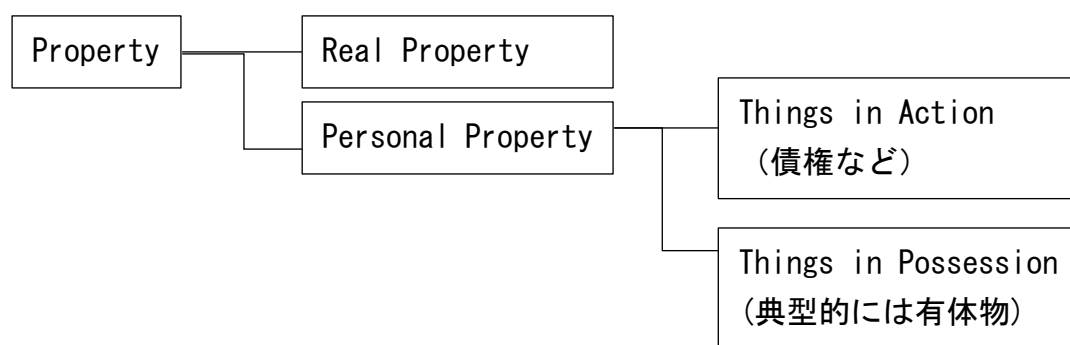 Property
Real Property
Personal Property
Things in Action
（債権など）
Things in Possession
(典型的には有体物)